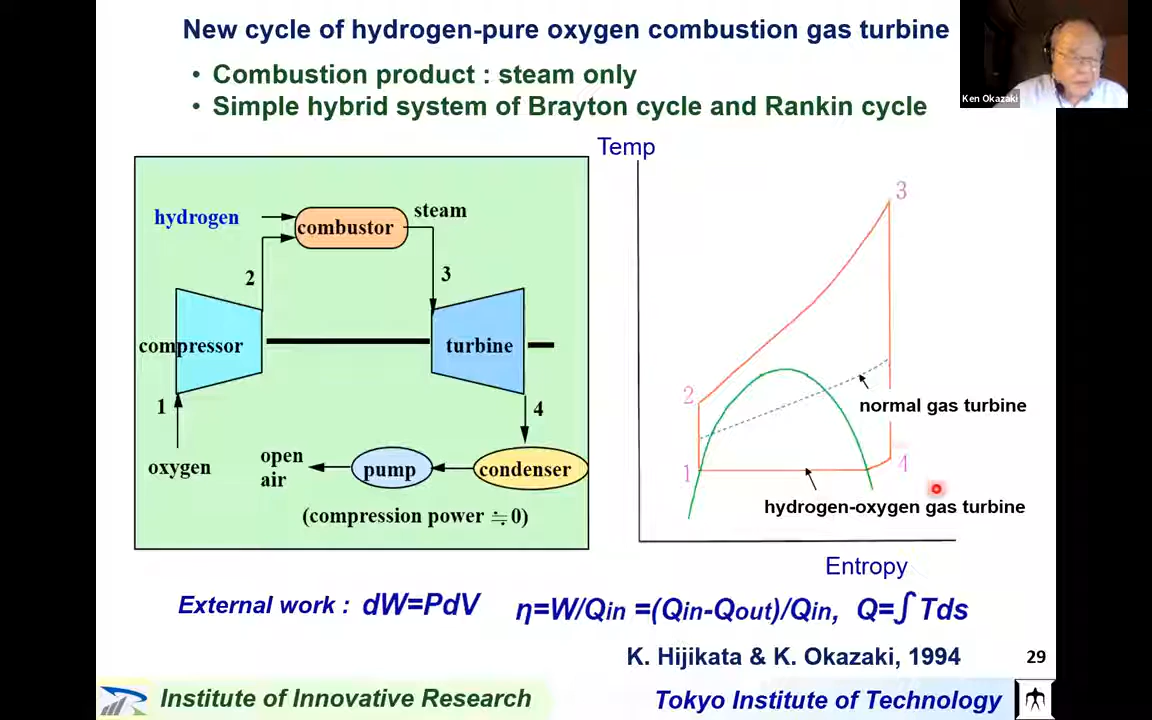 New cycle of hydrogen-pure oxygen combustion gas turbine
Ken Okazaki
• Combustion product : steam only
• Simple hybrid system of Brayton cycle and Rankin cycle
hydrogen
combustor
steam
2
3
compressor
turbine
1
4
oxygen
open
air
pump
condenser
(compression power ≒0)
Temp
3
2
normal gas turbine
1
4
hydrogen-oxygen gas turbine
Entropy
External work : dW=PdV
η=W/Qin =(Qin-Qout)/Qin, Q=∫Tds
K. Hijikata & K. Okazaki, 1994
29
Institute of Innovative Research
Tokyo Institute of Technology